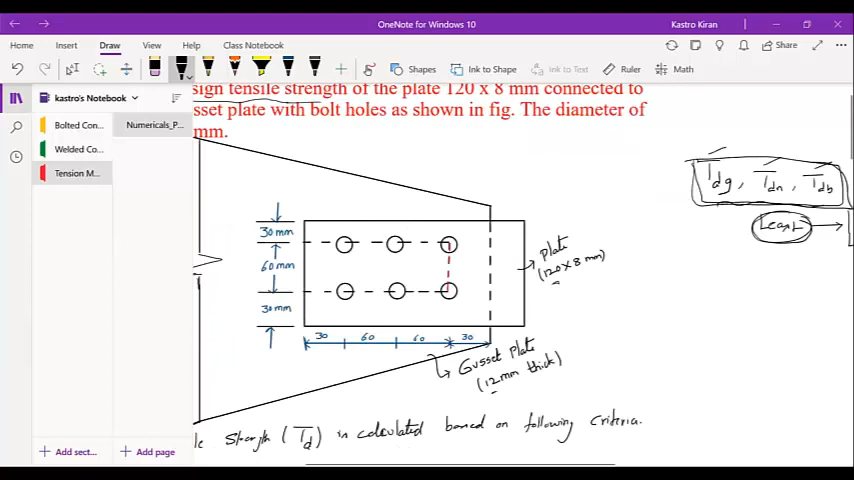 OneNote for Windows 10
Kastro Kiran
Home Insert Draw View Help Class Notebook
Share
Shapes Ink to Shape Ink to Text Ruler Math
kastro's Notebook
Bolted Con...
Numericals_P...
Welded Co...
Tension M...
sign tensile strength of the plate 120 x 8 mm connected to
sset plate with bolt holes as shown in fig. The diameter of
mm.
Tdg, Tdn, Tdb
Least
30 mm
60 mm
30 mm
Plate
(120 x 8 mm)
30 60 60 30
Gusset Plate
(12 mm thick)
Strength (Td) is calculated based on following criteria.
Add sect...
Add page